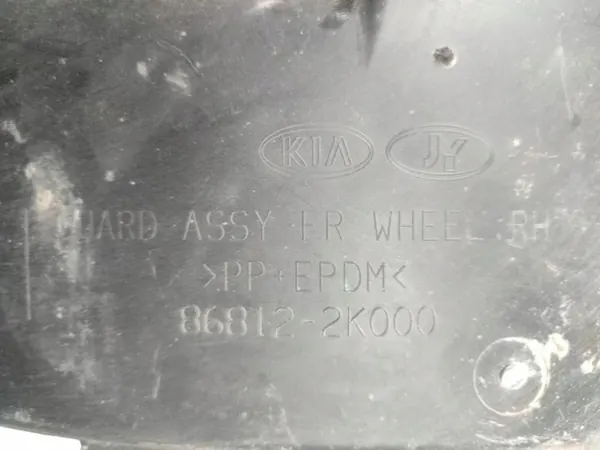 KIA JY
GUARD ASSY FR WHEEL RH
>PP+EPDM<
86812-2K000